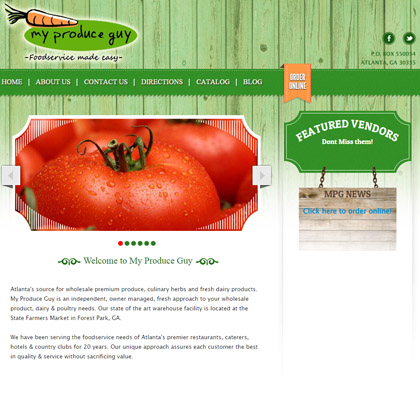 my produce guy
~Foodservice made easy~
P.O. BOX 550054
ATLANTA, GA 30355
HOME | ABOUT US | CONTACT US | DIRECTIONS | CATALOG | BLOG
ORDER
ONLINE
FEATURED VENDORS
Dont Miss them!
MPG NEWS
Click here to order online!
Welcome to My Produce Guy
Atlanta's source for wholesale premium produce, culinary herbs and fresh dairy products.
My Produce Guy is an independent, owner managed, fresh approach to your wholesale
product, dairy & poultry needs. Our state of the art warehouse facility is located at the
State Farmers Market in Forest Park, GA.
We have been serving the foodservice needs of Atlanta's premier restaurants, caterers,
hotels & country clubs for 20 years. Our unique approach assures each customer the best
in quality & service without sacrificing value.